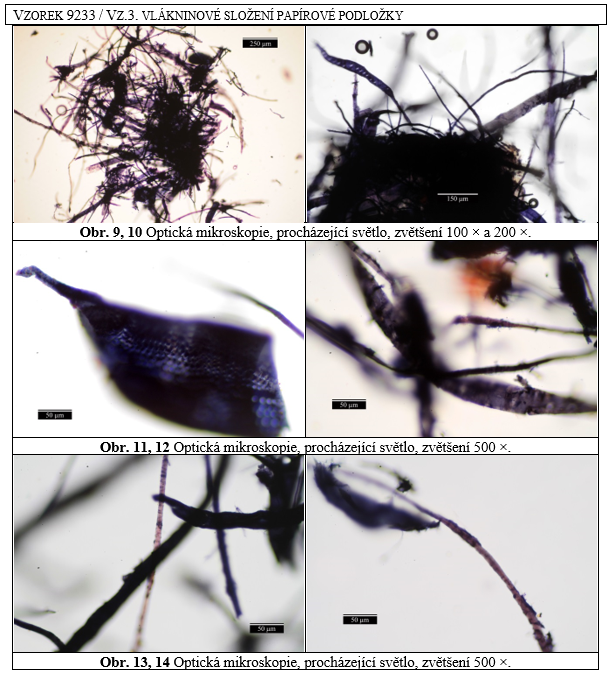 VZOREK 9233 / VZ.3. VLÁKNINOVÉ SLOŽENÍ PAPÍROVÉ PODLOŽKY
250 µm
150 µm
Obr. 9, 10 Optická mikroskopie, procházející světlo, zvětšení 100 × a 200 ×.
50 µm
50 µm
Obr. 11, 12 Optická mikroskopie, procházející světlo, zvětšení 500 ×.
50 µm
50 µm
Obr. 13, 14 Optická mikroskopie, procházející světlo, zvětšení 500 ×.